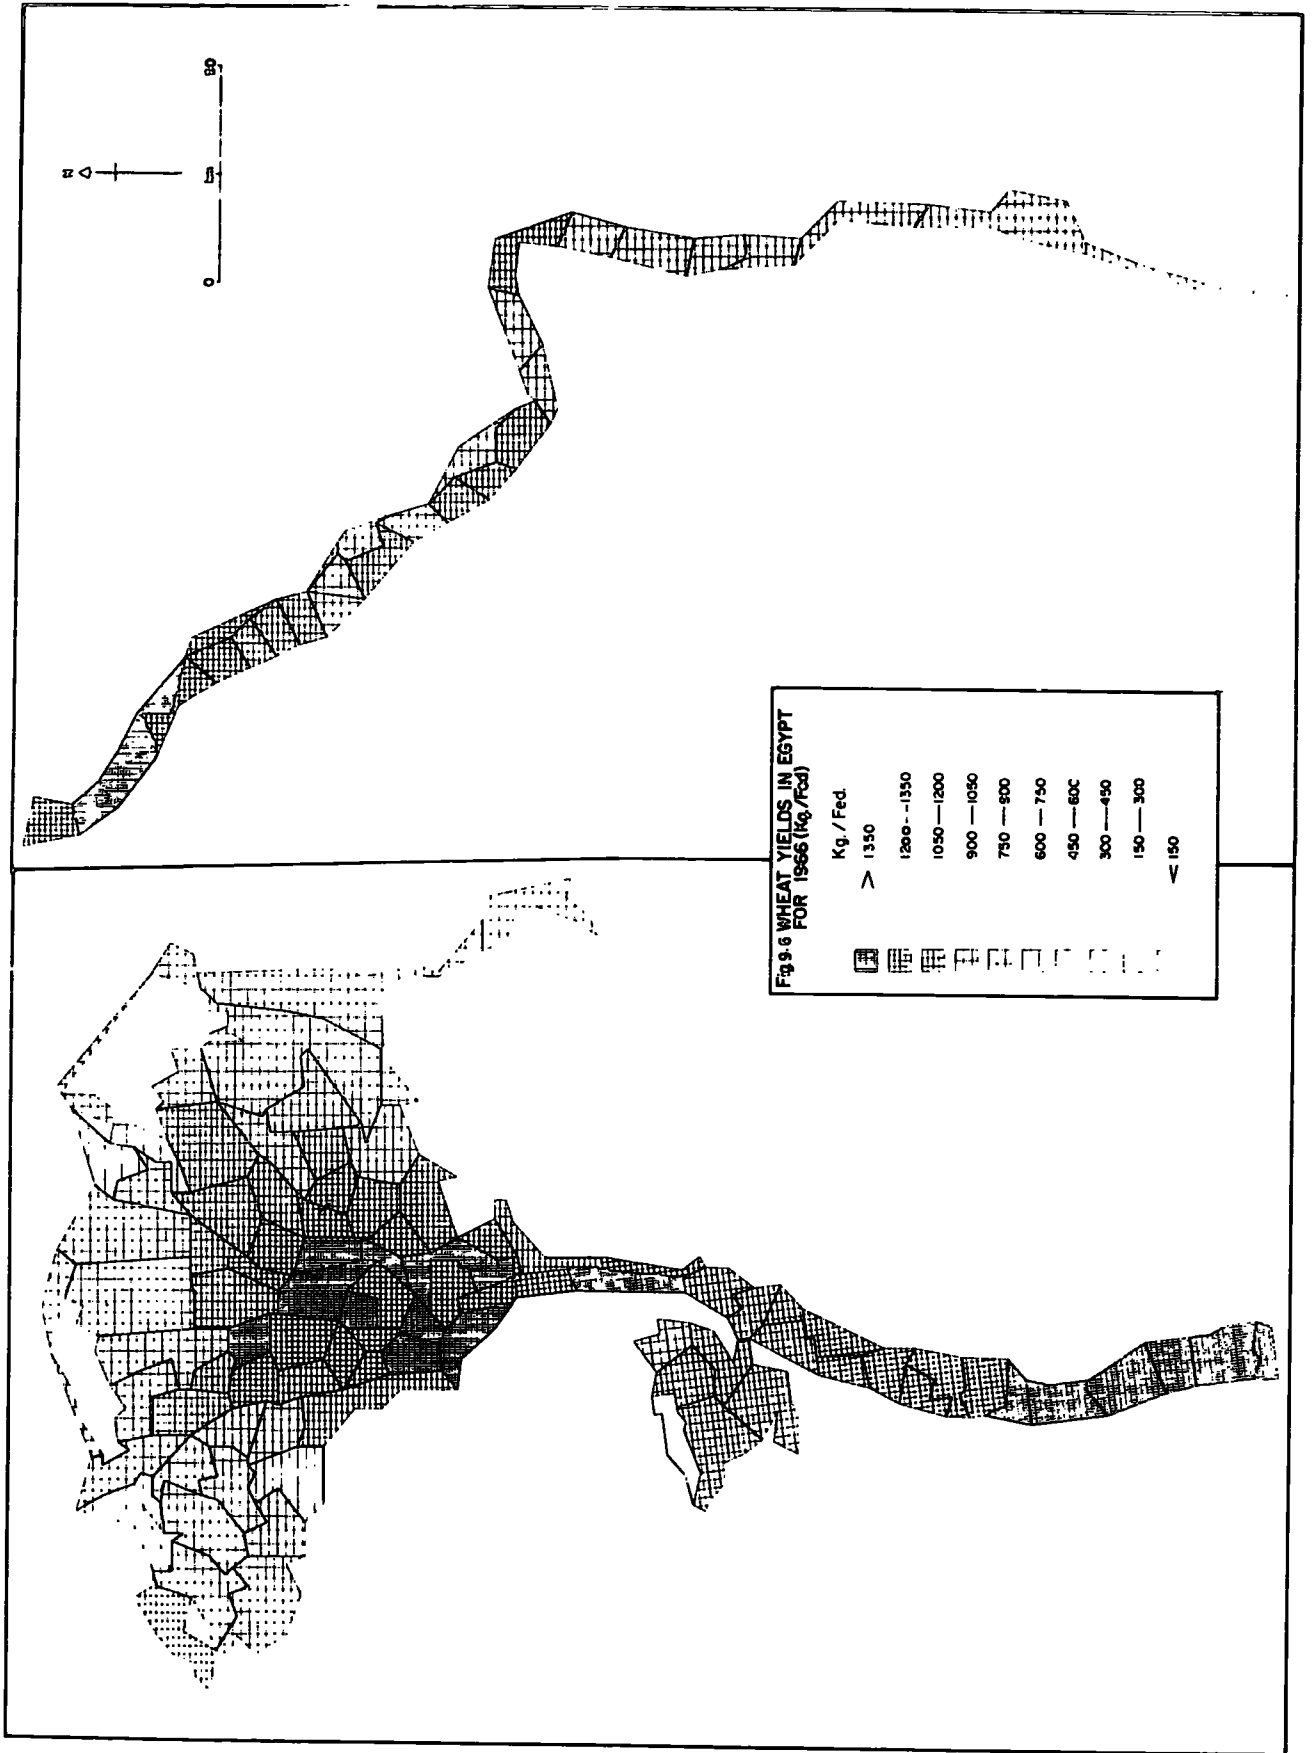 N
0
80
Fig 9·6 WHEAT YIELDS IN EGYPT
FOR 1966 (Kg./Fed)
Kg./Fed.
> 1350
1200--1350
1050—1200
900 —1050
750 — 900
600 — 750
450 —600
300 —450
150 — 300
< 150